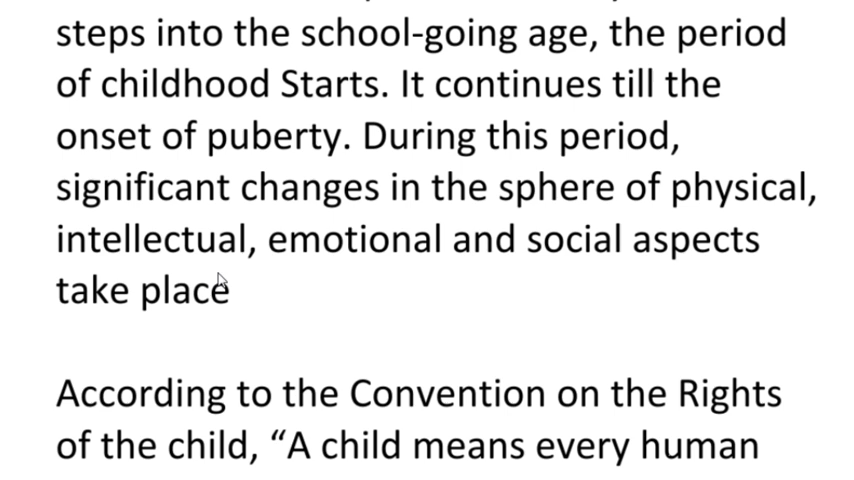 steps into the school-going age, the period
of childhood Starts. It continues till the
onset of puberty. During this period,
significant changes in the sphere of physical,
intellectual, emotional and social aspects
take place
According to the Convention on the Rights
of the child, “A child means every human